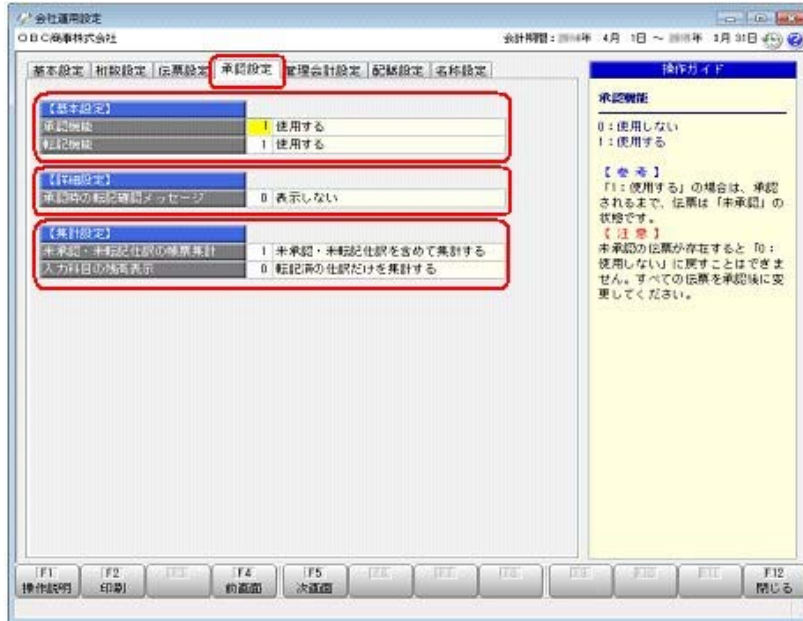 会社運用設定
OBC商事株式会社
会計期間： 年 4月 1日 ～ 年 3月31日
基本設定 桁数設定 伝票設定 承認設定 管理会計設定 配賦設定 名称設定
【基本設定】
承認機能 1 使用する
転記機能 1 使用する
【詳細設定】
承認時の転記確認メッセージ 0 表示しない
【集計設定】
未承認・未転記仕訳の帳票集計 1 未承認・未転記仕訳を含めて集計する
入力科目の残高表示 0 転記済の仕訳だけを集計する
操作ガイド
承認機能
0：使用しない
1：使用する
【参考】
「1：使用する」の場合は、承認
されるまで、伝票は「未承認」の
状態です。
【注意】
未承認の伝票が存在すると「0：
使用しない」に戻すことはできま
せん。すべての伝票を承認後に変
更してください。
F1 F2 F3 F4 F5 F6 F7 F8 F9 F10 F11 F12
操作説明 印刷 前画面 次画面 閉じる